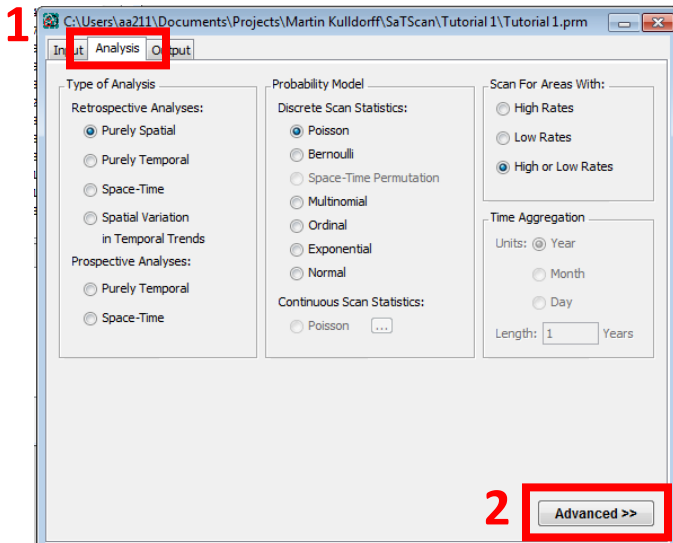 1
C:\Users\aa211\Documents\Projects\Martin Kulldorff\SaTScan\Tutorial 1\Tutorial 1.prm
Input Analysis Output
Type of Analysis
Retrospective Analyses:
Purely Spatial
Purely Temporal
Space-Time
Spatial Variation
in Temporal Trends
Prospective Analyses:
Purely Temporal
Space-Time
Probability Model
Discrete Scan Statistics:
Poisson
Bernoulli
Space-Time Permutation
Multinomial
Ordinal
Exponential
Normal
Continuous Scan Statistics:
Poisson ...
Scan For Areas With:
High Rates
Low Rates
High or Low Rates
Time Aggregation
Units: Year
Month
Day
Length: 1 Years
2
Advanced >>